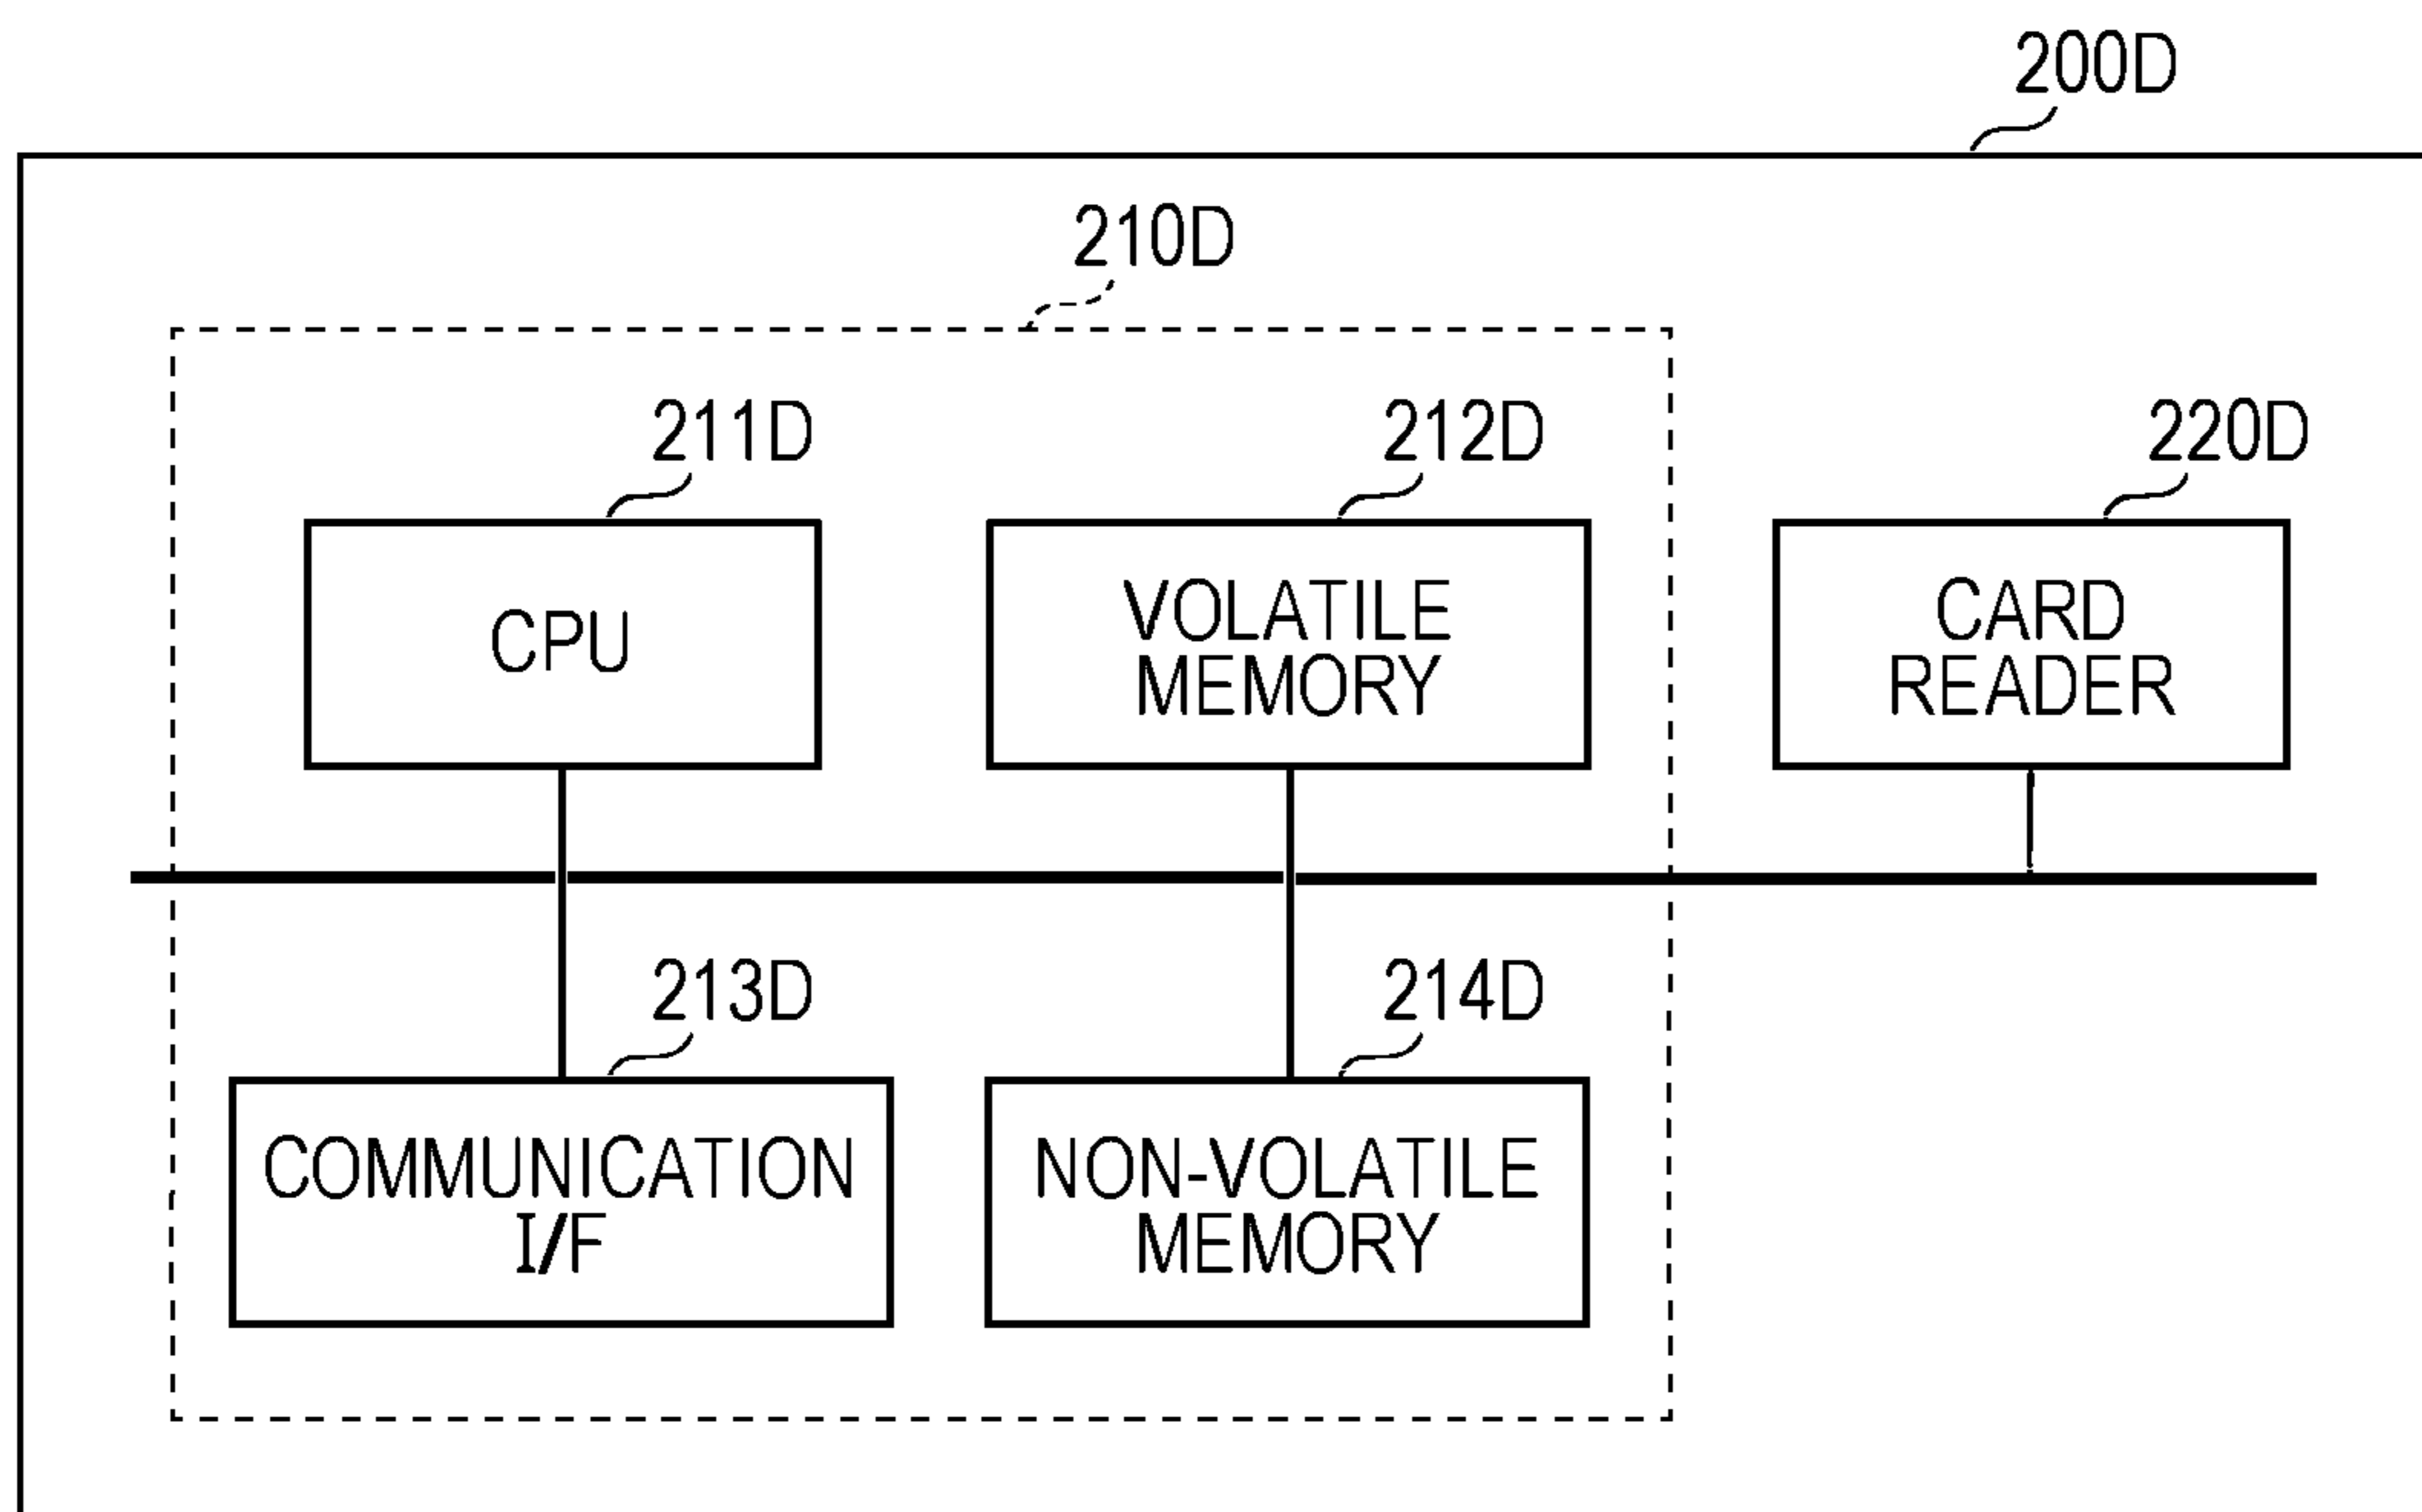 200D
210D
211D
212D
220D
CPU
VOLATILE
MEMORY
CARD
READER
213D
214D
COMMUNICATION
I/F
NON-VOLATILE
MEMORY